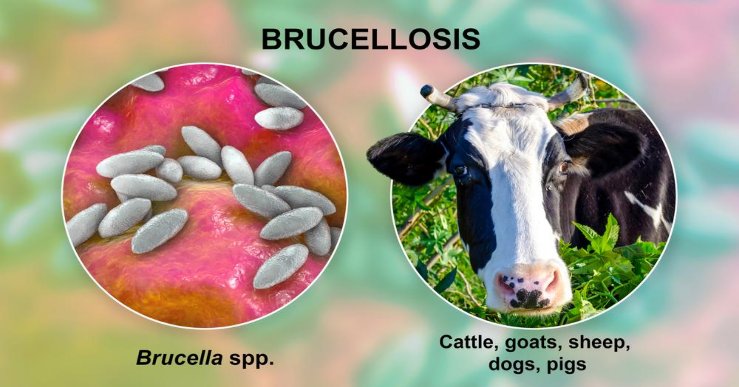 BRUCELLOSIS
Brucella spp.
Cattle, goats, sheep,
dogs, pigs